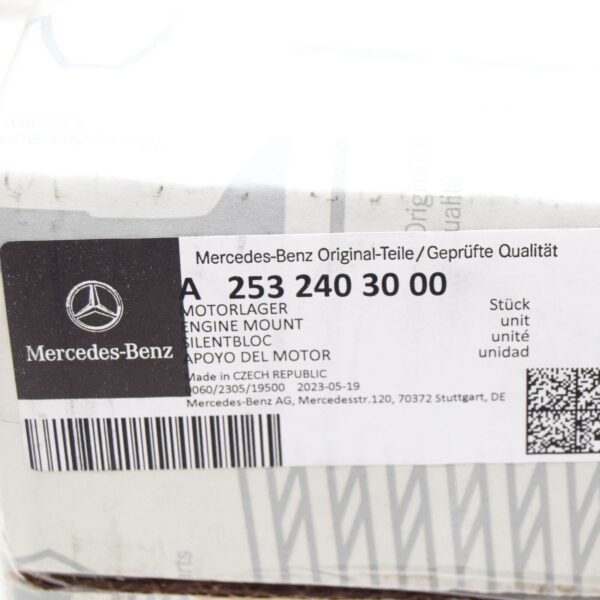 Mercedes-Benz Original-Teile/Geprüfte Qualität
A 253 240 30 00
MOTORLAGER Stück
ENGINE MOUNT unit
SILENTBLOC unité
APOYO DEL MOTOR unidad
Made in CZECH REPUBLIC
0060/2305/19500 2023-05-19
Mercedes-Benz AG, Mercedesstr.120, 70372 Stuttgart, DE
Mercedes-Benz